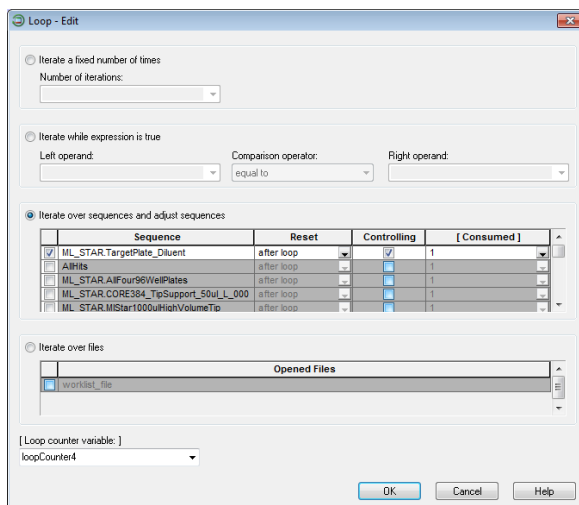 Loop - Edit
Iterate a fixed number of times
Number of iterations:
Iterate while expression is true
Left operand: Comparison operator: Right operand:
equal to
Iterate over sequences and adjust sequences
Sequence Reset Controlling [ Consumed ]
ML_STAR.TargetPlate_Diluent after loop 1
AllHits after loop 1
ML_STAR.AllFour96WellPlates after loop 1
ML_STAR.CORE384_TipSupport_50ul_L_000 after loop 1
ML_STAR.MlStar1000ulHighVolumeTip after loop 1
Iterate over files
Opened Files
worklist_file
[ Loop counter variable: ]
loopCounter4
OK Cancel Help